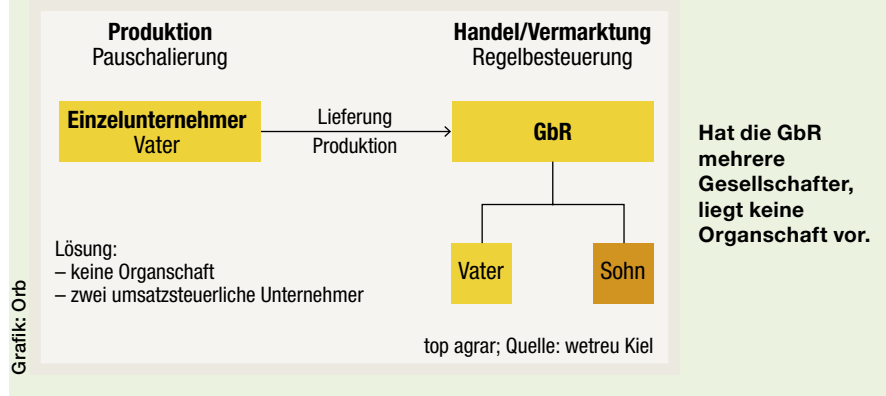 Produktion
Pauschalierung
Handel/Vermarktung
Regelbesteuerung
Einzelunternehmer
Vater
Lieferung
Produktion
GbR
Vater
Sohn
Lösung:
– keine Organschaft
– zwei umsatzsteuerliche Unternehmer
top agrar; Quelle: wetreu Kiel
Grafik: Orb
Hat die GbR
mehrere
Gesellschafter,
liegt keine
Organschaft vor.